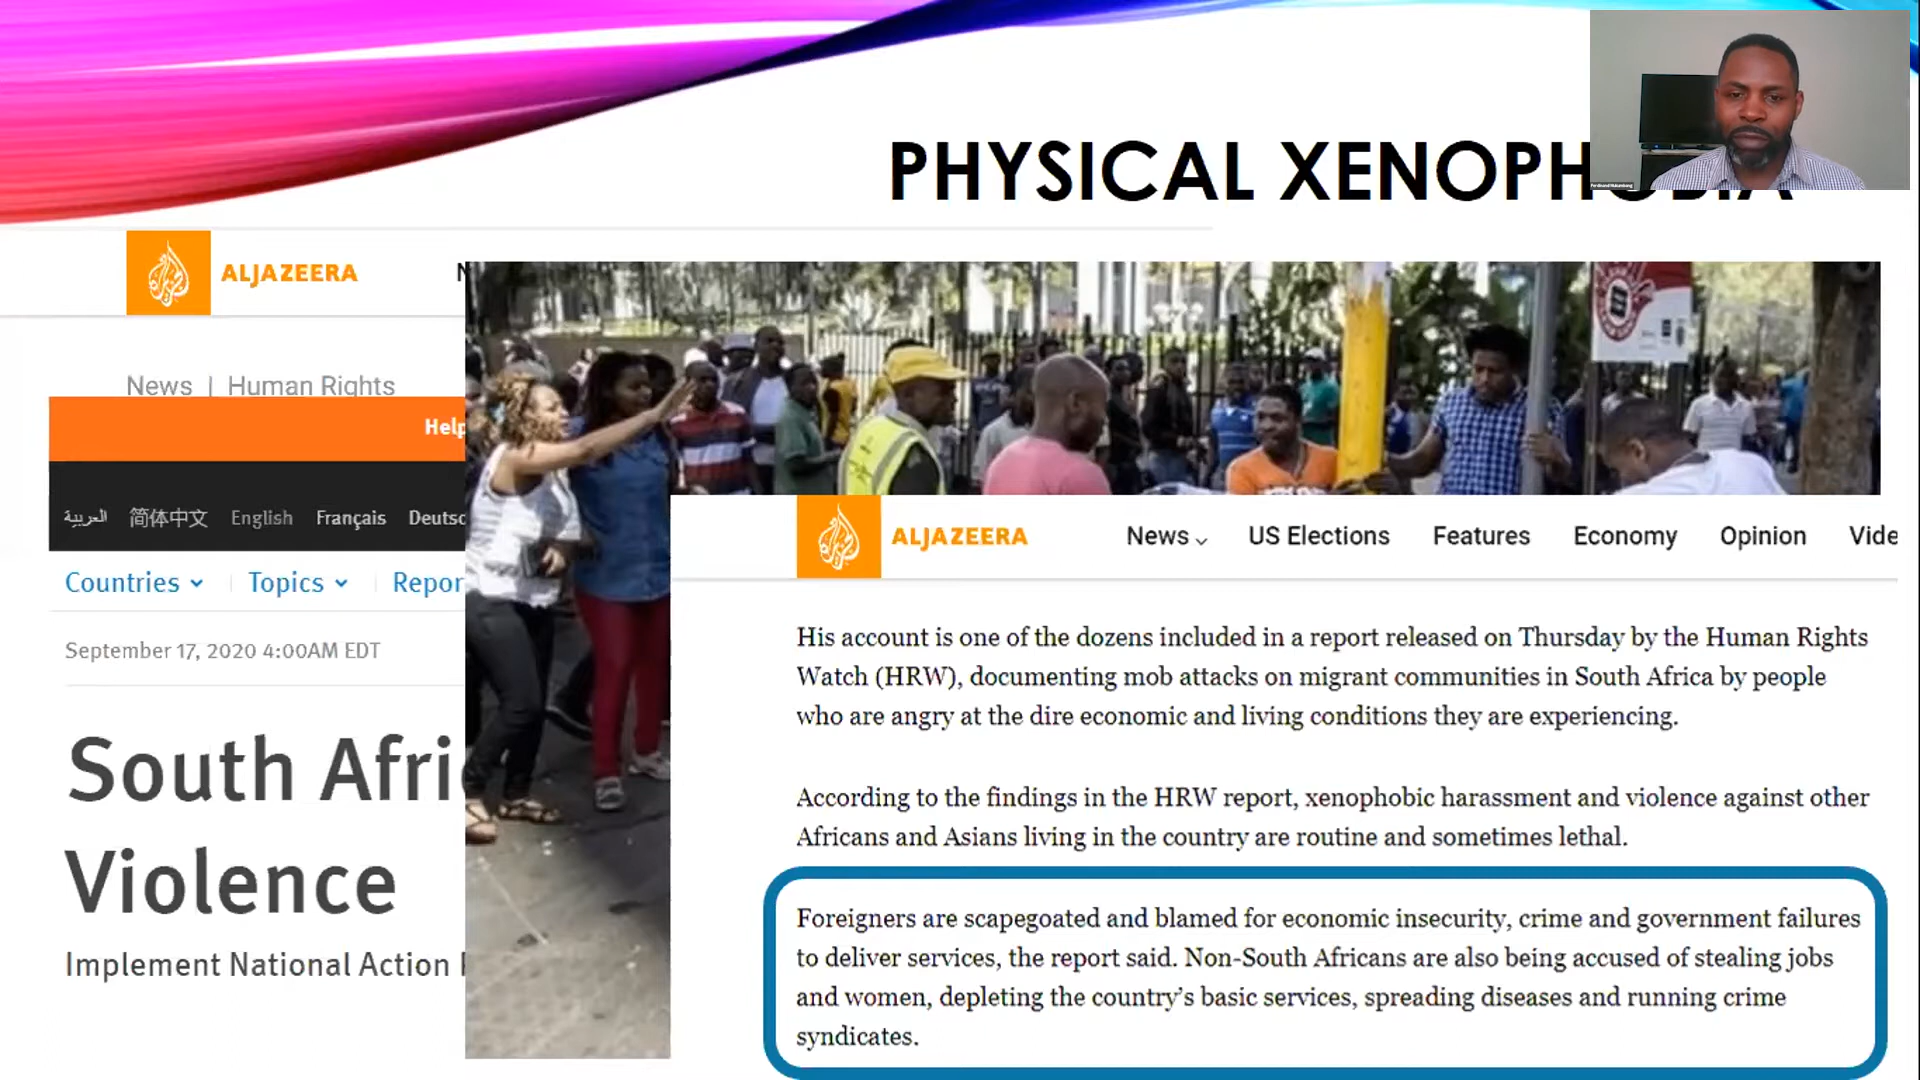 PHYSICAL XENOPHOBIA
ALJAZEERA
News | Human Rights
Help
العربية 简体中文 English Français Deutsc
Countries Topics Repor
September 17, 2020 4:00AM EDT
South Afri
Violence
Implement National Action
ALJAZEERA
News US Elections Features Economy Opinion Vide
His account is one of the dozens included in a report released on Thursday by the Human Rights
Watch (HRW), documenting mob attacks on migrant communities in South Africa by people
who are angry at the dire economic and living conditions they are experiencing.
According to the findings in the HRW report, xenophobic harassment and violence against other
Africans and Asians living in the country are routine and sometimes lethal.
Foreigners are scapegoated and blamed for economic insecurity, crime and government failures
to deliver services, the report said. Non-South Africans are also being accused of stealing jobs
and women, depleting the country's basic services, spreading diseases and running crime
syndicates.